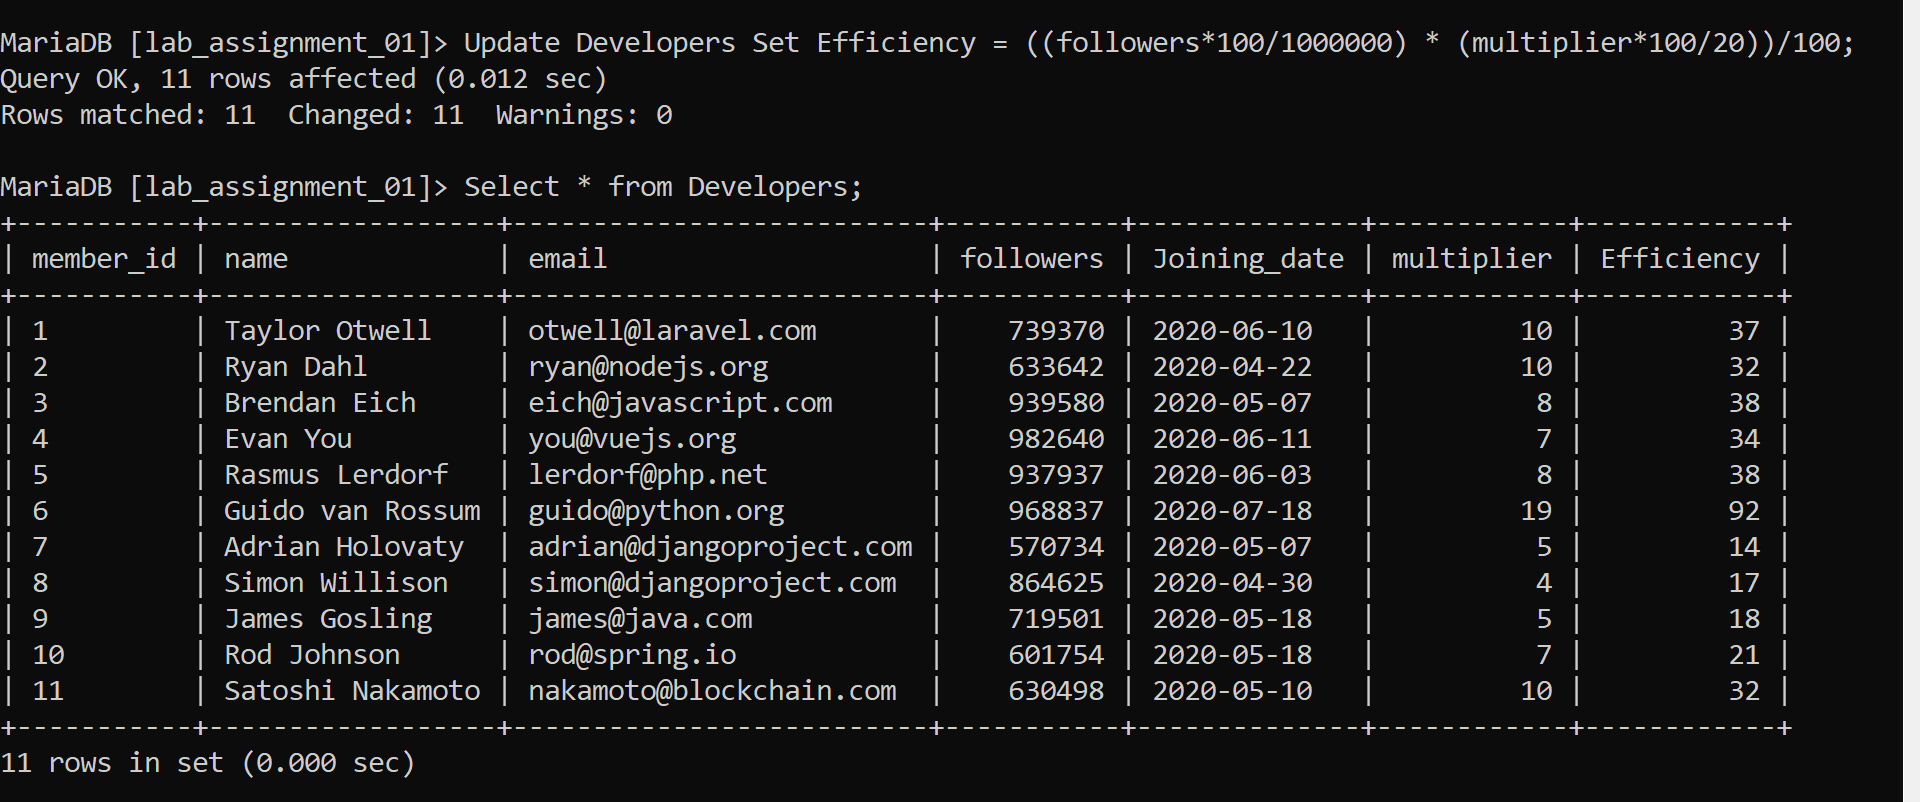 MariaDB [lab_assignment_01]> Update Developers Set Efficiency = ((followers*100/1000000) * (multiplier*100/20))/100;
Query OK, 11 rows affected (0.012 sec)
Rows matched: 11  Changed: 11  Warnings: 0

MariaDB [lab_assignment_01]> Select * from Developers;
+-----------+------------------+--------------------------+-----------+--------------+------------+------------+
| member_id | name             | email                    | followers | Joining_date | multiplier | Efficiency |
+-----------+------------------+--------------------------+-----------+--------------+------------+------------+
| 1         | Taylor Otwell    | otwell@laravel.com       |    739370 | 2020-06-10   |         10 |         37 |
| 2         | Ryan Dahl        | ryan@nodejs.org          |    633642 | 2020-04-22   |         10 |         32 |
| 3         | Brendan Eich     | eich@javascript.com      |    939580 | 2020-05-07   |          8 |         38 |
| 4         | Evan You         | you@vuejs.org            |    982640 | 2020-06-11   |          7 |         34 |
| 5         | Rasmus Lerdorf   | lerdorf@php.net          |    937937 | 2020-06-03   |          8 |         38 |
| 6         | Guido van Rossum | guido@python.org         |    968837 | 2020-07-18   |         19 |         92 |
| 7         | Adrian Holovaty  | adrian@djangoproject.com |    570734 | 2020-05-07   |          5 |         14 |
| 8         | Simon Willison   | simon@djangoproject.com  |    864625 | 2020-04-30   |          4 |         17 |
| 9         | James Gosling    | james@java.com           |    719501 | 2020-05-18   |          5 |         18 |
| 10        | Rod Johnson      | rod@spring.io            |    601754 | 2020-05-18   |          7 |         21 |
| 11        | Satoshi Nakamoto | nakamoto@blockchain.com  |    630498 | 2020-05-10   |         10 |         32 |
+-----------+------------------+--------------------------+-----------+--------------+------------+------------+
11 rows in set (0.000 sec)